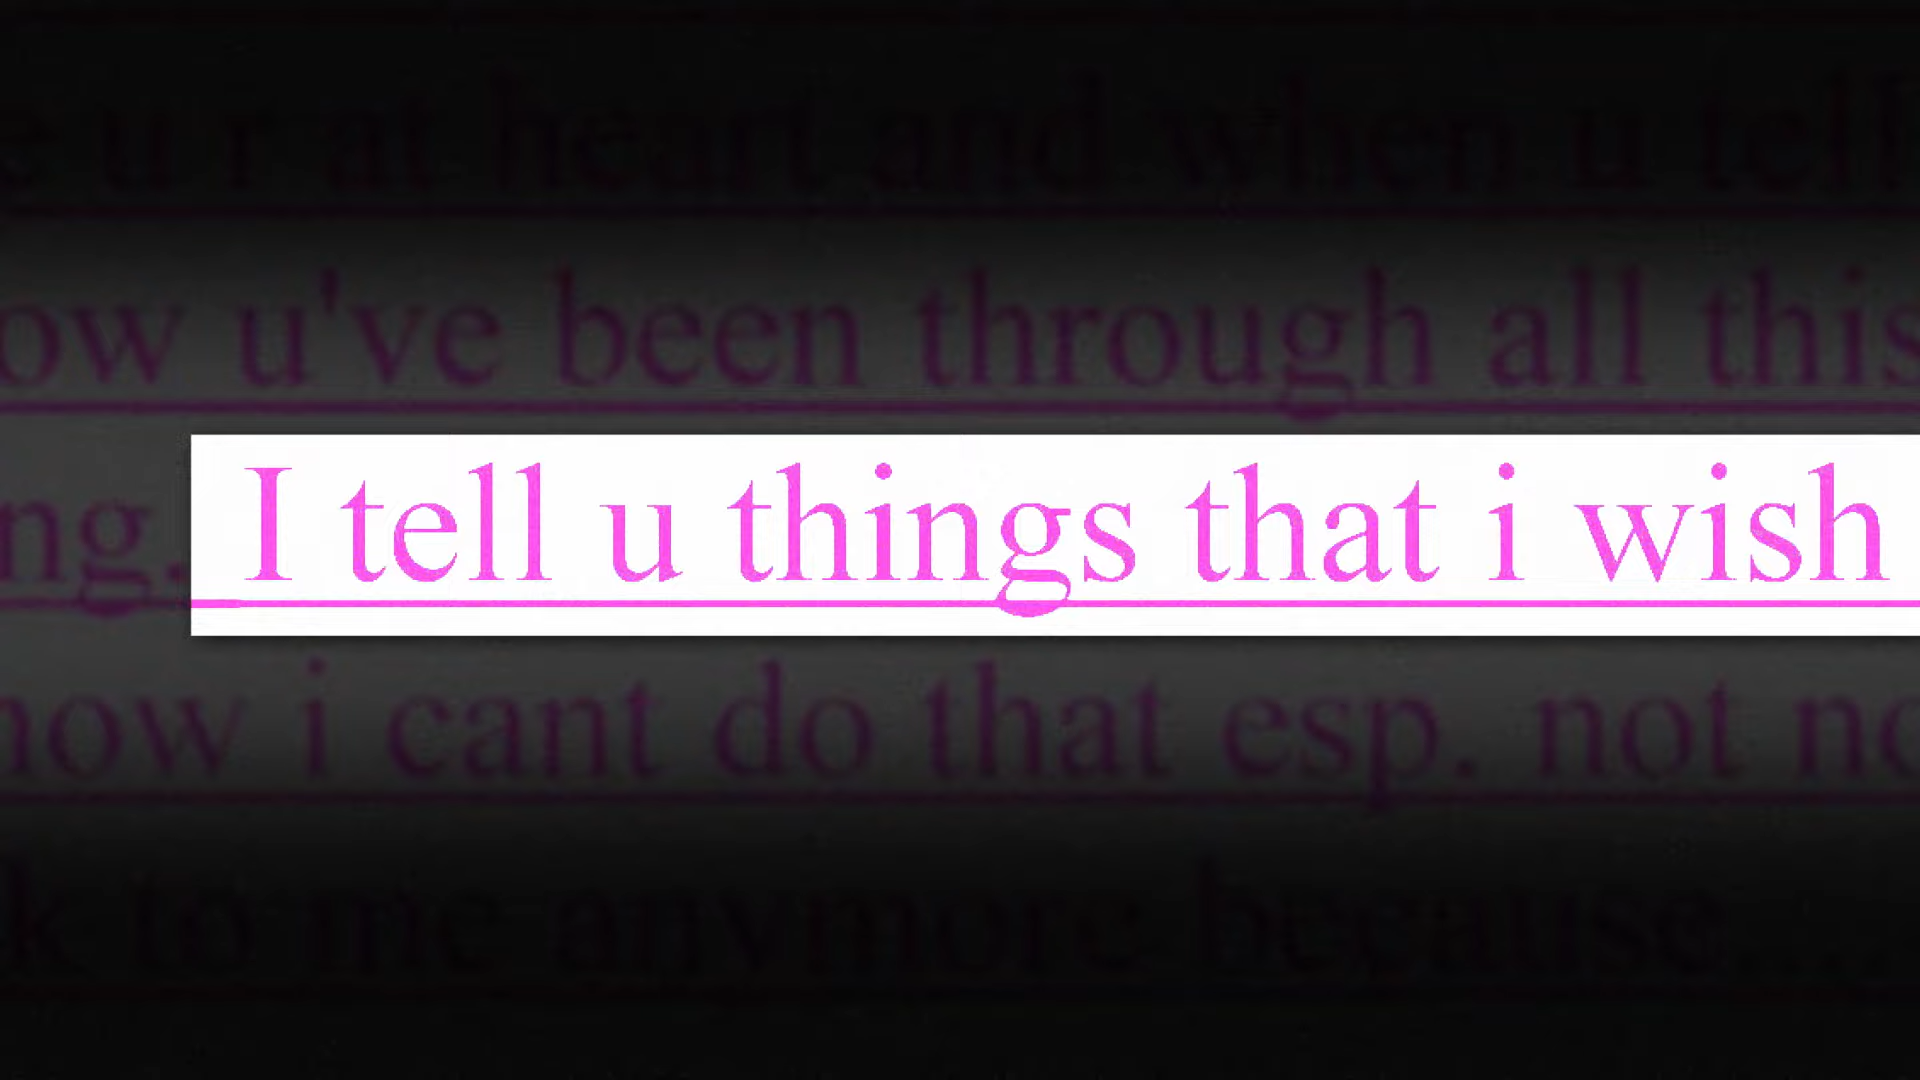 u r at heart and when u tell
ow u've been through all this
ng. I tell u things that i wish
now i cant do that esp. not no
k to me anymore because....